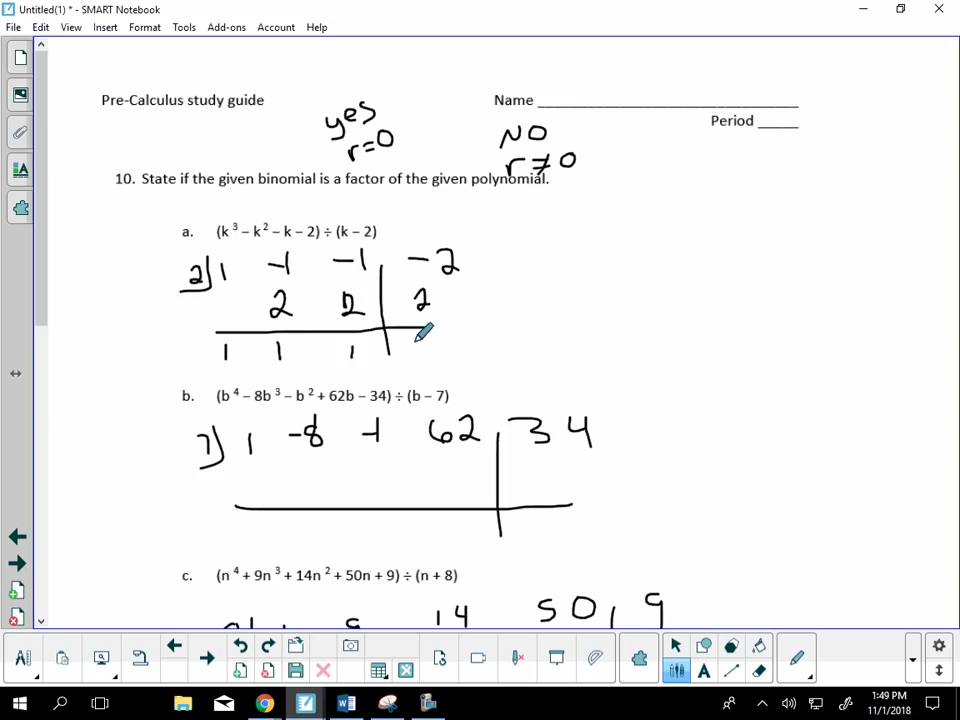 Untitled(1) * - SMART Notebook
File Edit View Insert Format Tools Add-ons Account Help
Pre-Calculus study guide
Name
Period
yes
r=0
NO
r≠0
10. State if the given binomial is a factor of the given polynomial.
a. (k³ – k² – k – 2) ÷ (k – 2)
2) 1 -1 -1 -2
2 2 2
1 1 1
b. (b⁴ – 8b³ – b² + 62b – 34) ÷ (b – 7)
7) 1 -8 -1 62 34
c. (n⁴ + 9n³ + 14n² + 50n + 9) ÷ (n + 8)
14 50 9
1:49 PM
11/1/2018